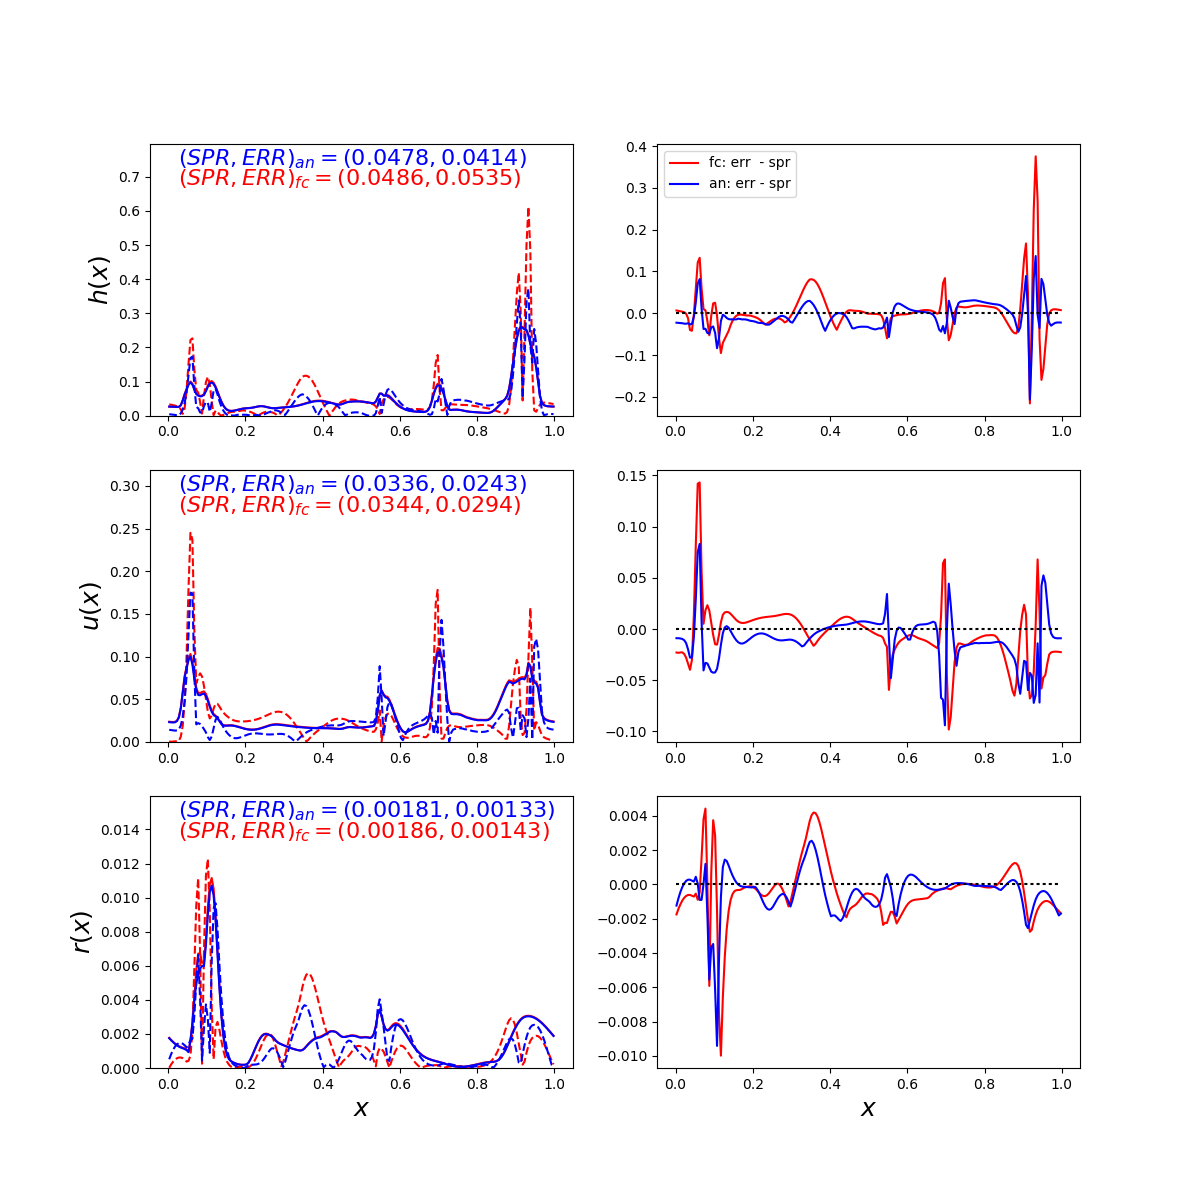 (SPR, ERR)an = (0.0478, 0.0414)
(SPR, ERR)fc = (0.0486, 0.0535)
h(x)
0.7
0.6
0.5
0.4
0.3
0.2
0.1
0.0
0.0 0.2 0.4 0.6 0.8 1.0
fc: err  - spr
an: err - spr
0.4
0.3
0.2
0.1
0.0
−0.1
−0.2
0.0 0.2 0.4 0.6 0.8 1.0
(SPR, ERR)an = (0.0336, 0.0243)
(SPR, ERR)fc = (0.0344, 0.0294)
u(x)
0.30
0.25
0.20
0.15
0.10
0.05
0.00
0.0 0.2 0.4 0.6 0.8 1.0
0.15
0.10
0.05
0.00
−0.05
−0.10
0.0 0.2 0.4 0.6 0.8 1.0
(SPR, ERR)an = (0.00181, 0.00133)
(SPR, ERR)fc = (0.00186, 0.00143)
r(x)
0.014
0.012
0.010
0.008
0.006
0.004
0.002
0.000
0.0 0.2 0.4 0.6 0.8 1.0
x
0.004
0.002
0.000
−0.002
−0.004
−0.006
−0.008
−0.010
0.0 0.2 0.4 0.6 0.8 1.0
x